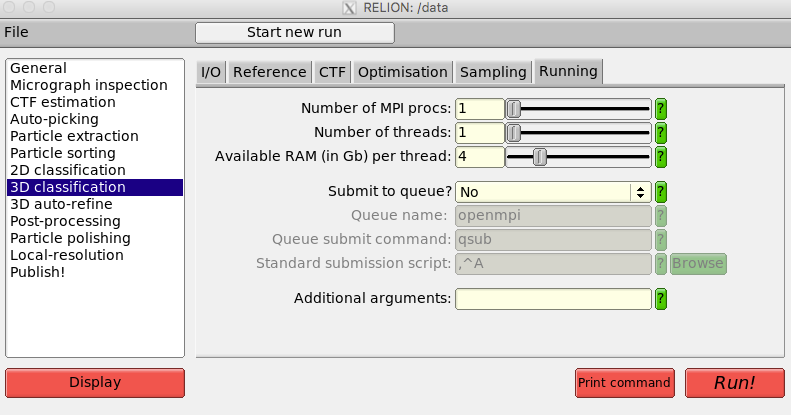 RELION: /data
File
Start new run
General
Micrograph inspection
CTF estimation
Auto-picking
Particle extraction
Particle sorting
2D classification
3D classification
3D auto-refine
Post-processing
Particle polishing
Local-resolution
Publish!
Display
I/O Reference CTF Optimisation Sampling Running
Number of MPI procs: 1 ?
Number of threads: 1 ?
Available RAM (in Gb) per thread: 4 ?
Submit to queue? No ?
Queue name: openmpi ?
Queue submit command: qsub ?
Standard submission script: ,^A ? Browse
Additional arguments: ?
Print command Run!